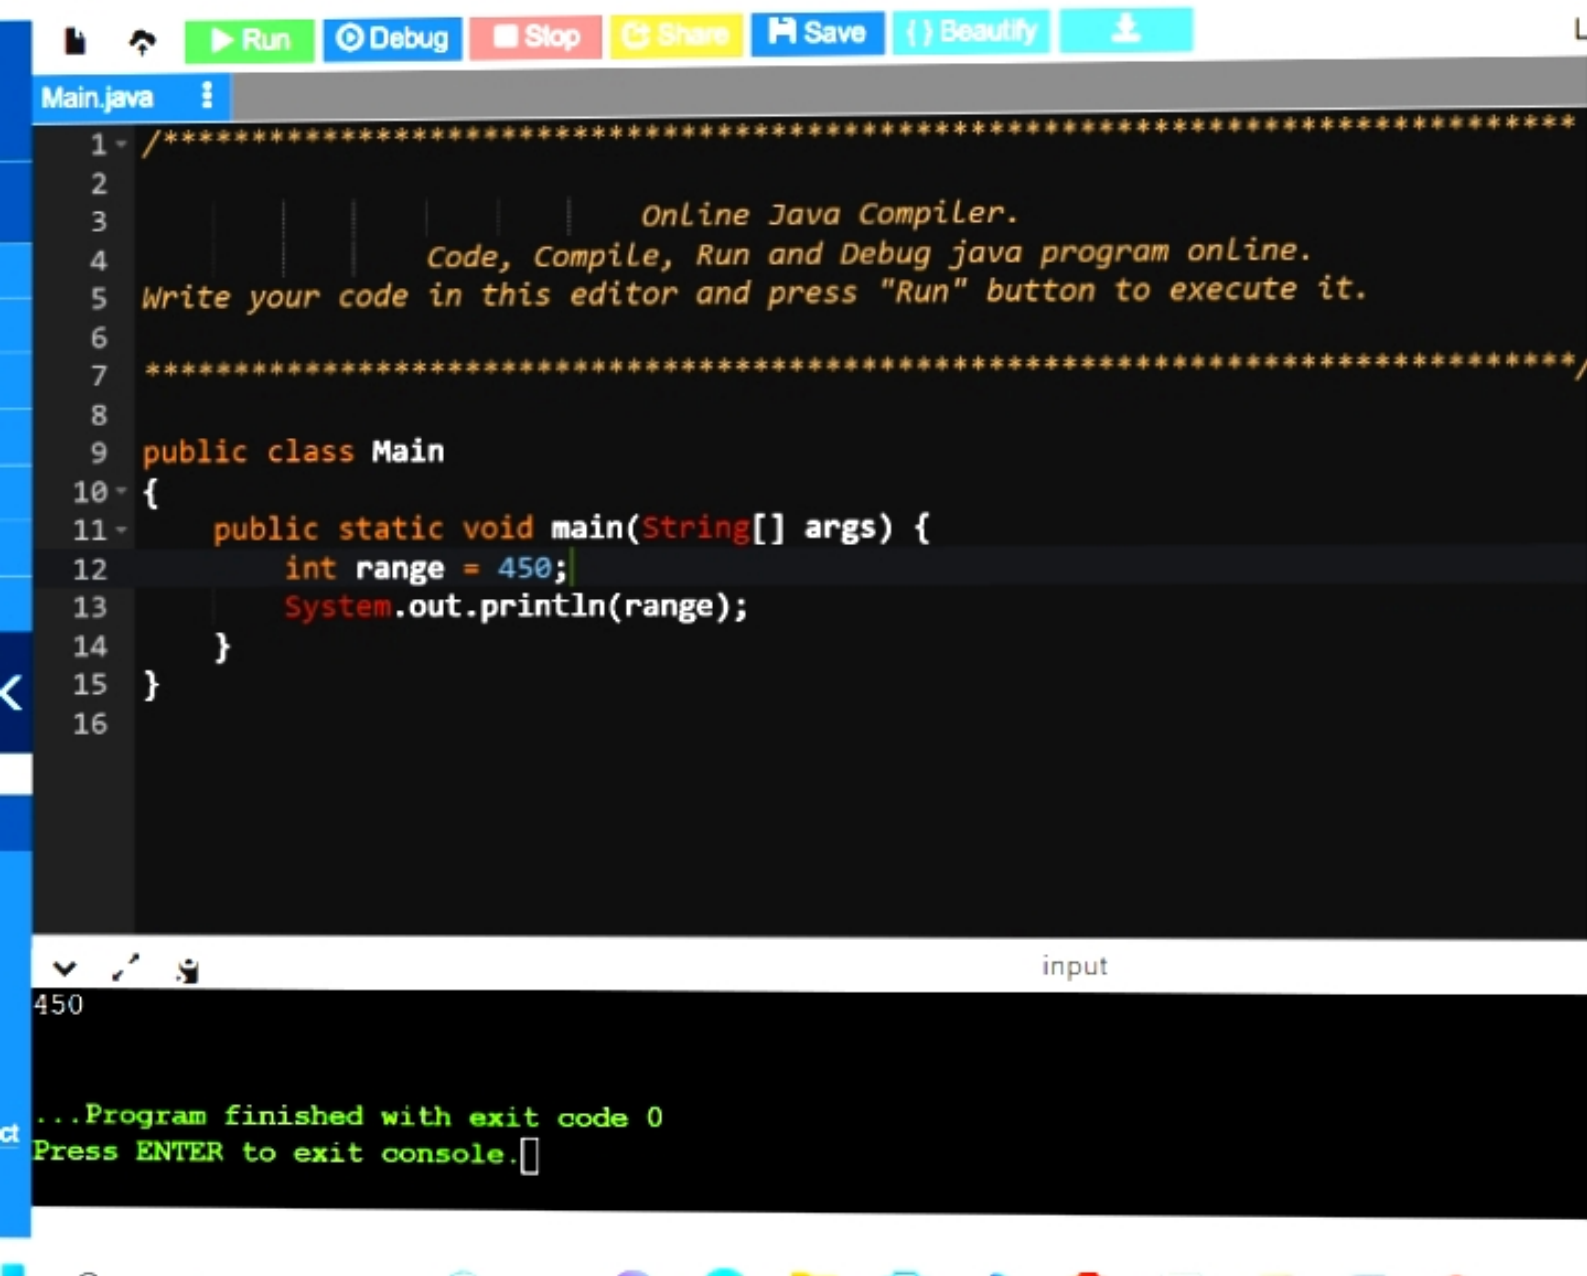 Run Debug Stop Share Save { } Beautify
Main.java
1 /********************************************************************************
2
3 Online Java Compiler.
4 Code, Compile, Run and Debug java program online.
5 Write your code in this editor and press "Run" button to execute it.
6
7 *********************************************************************************/
8
9 public class Main
10 {
11 public static void main(String[] args) {
12 int range = 450;
13 System.out.println(range);
14 }
15 }
16
input
450
...Program finished with exit code 0
Press ENTER to exit console.
ct